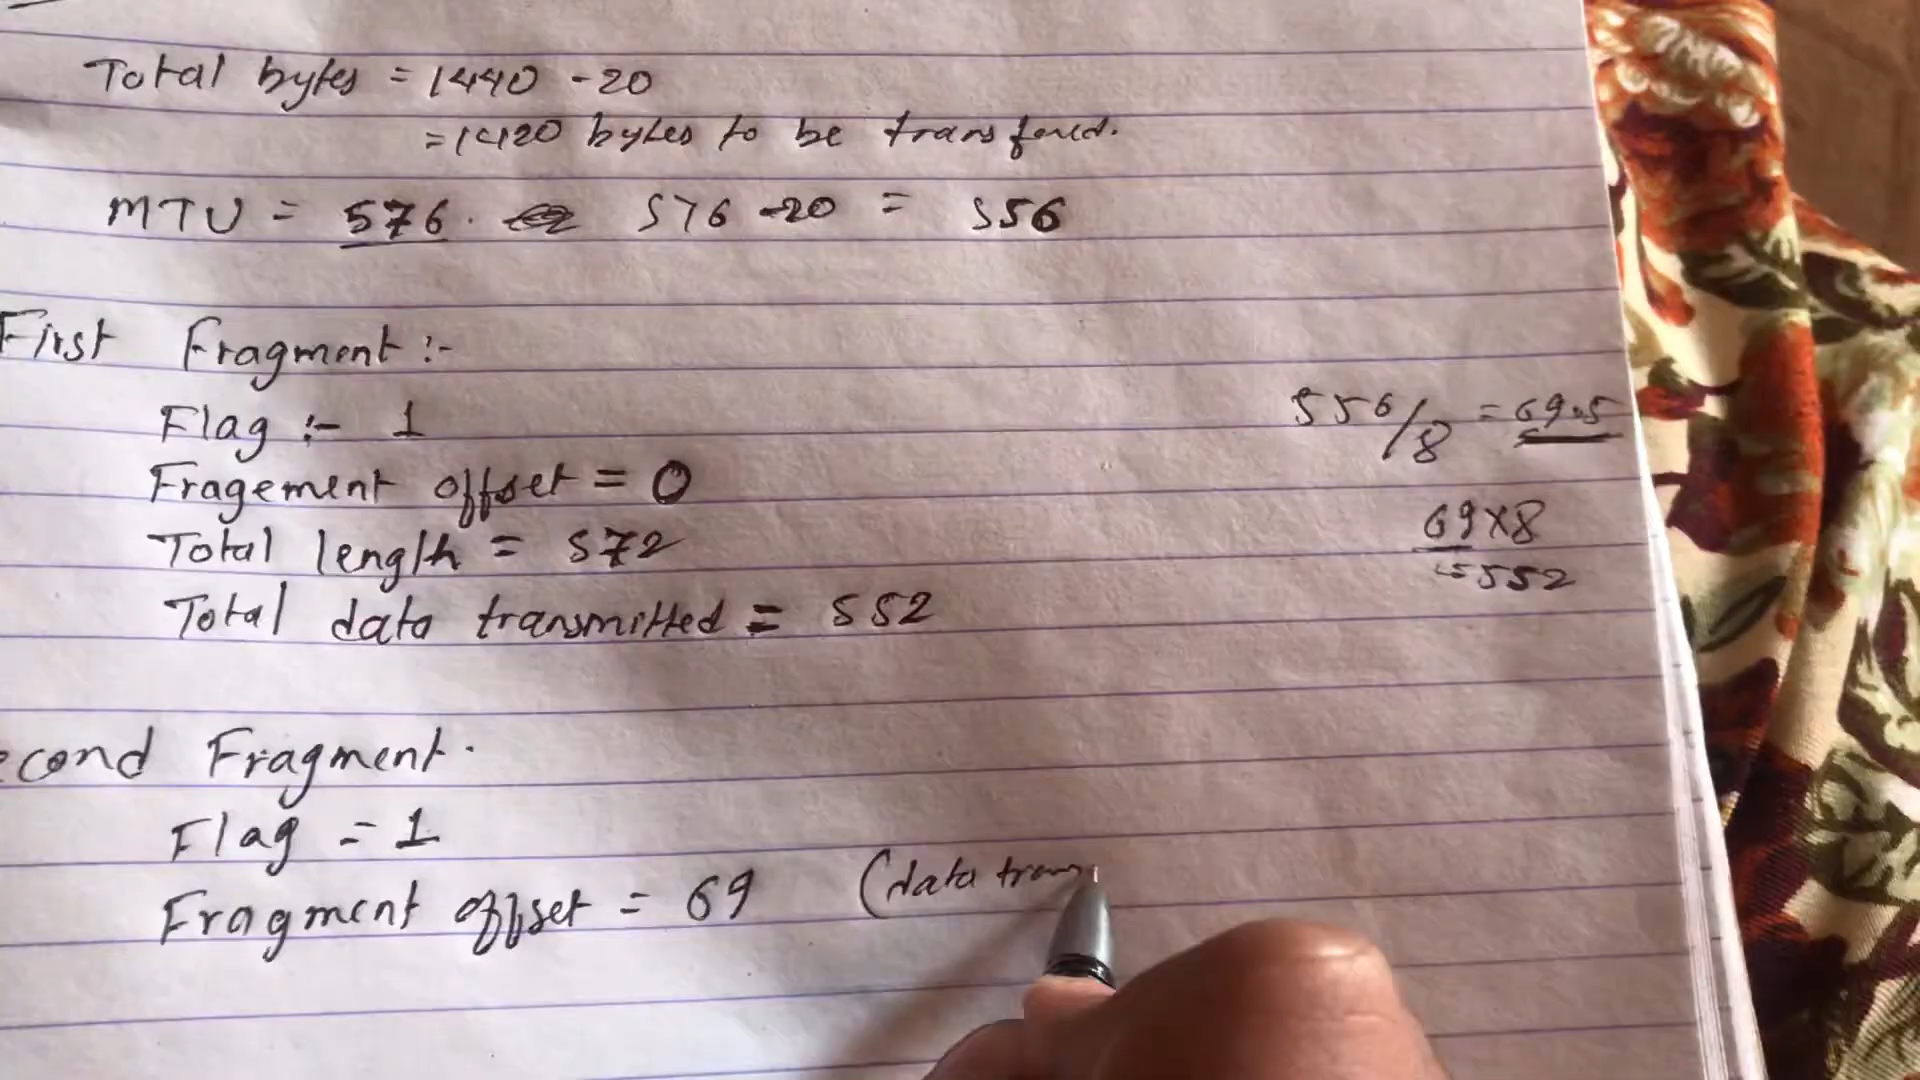 Total bytes = 1440 - 20
= 1420 bytes to be transfered.
MTU = 576. 576 - 20 = 556
First Fragment :-
Flag :- 1
556/8 = 69.5
Fragement offset = 0
69x8
Total length = 572
= 552
Total data transmitted = 552
econd Fragment.
Flag = 1
Fragment offset = 69 (data trans